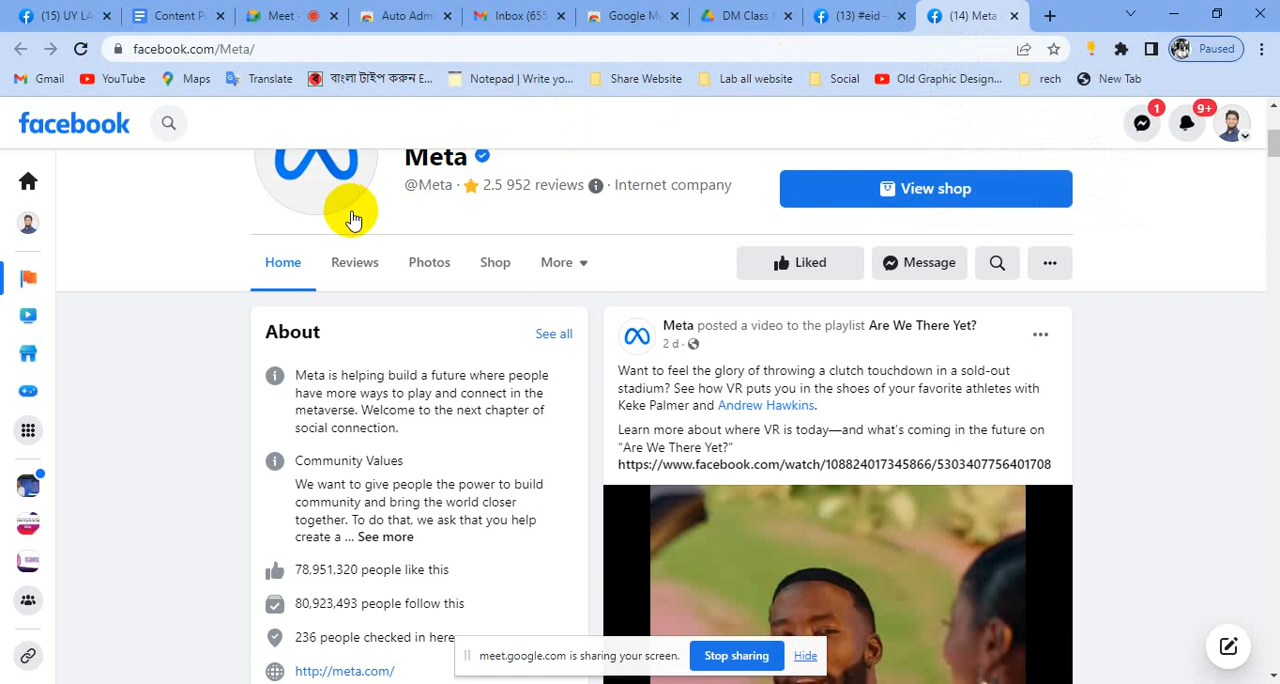 (15) UY LA
Content P
Meet -
Auto Adm
Inbox (655
Google Me
DM Class M
(13) #eid -
(14) Meta
facebook.com/Meta/
Paused
Gmail
YouTube
Maps
Translate
বাংলা টাইপ করুন E...
Notepad | Write yo...
Share Website
Lab all website
Social
Old Graphic Design...
rech
New Tab
facebook
1
9+
Meta
@Meta · 2.5 952 reviews · Internet company
View shop
Home
Reviews
Photos
Shop
More
Liked
Message
About
See all
Meta is helping build a future where people
have more ways to play and connect in the
metaverse. Welcome to the next chapter of
social connection.
Community Values
We want to give people the power to build
community and bring the world closer
together. To do that, we ask that you help
create a ... See more
78,951,320 people like this
80,923,493 people follow this
236 people checked in here
http://meta.com/
Meta posted a video to the playlist Are We There Yet?
2 d ·
Want to feel the glory of throwing a clutch touchdown in a sold-out
stadium? See how VR puts you in the shoes of your favorite athletes with
Keke Palmer and Andrew Hawkins.
Learn more about where VR is today—and what's coming in the future on
"Are We There Yet?"
https://www.facebook.com/watch/108824017345866/5303407756401708
meet.google.com is sharing your screen.
Stop sharing
Hide